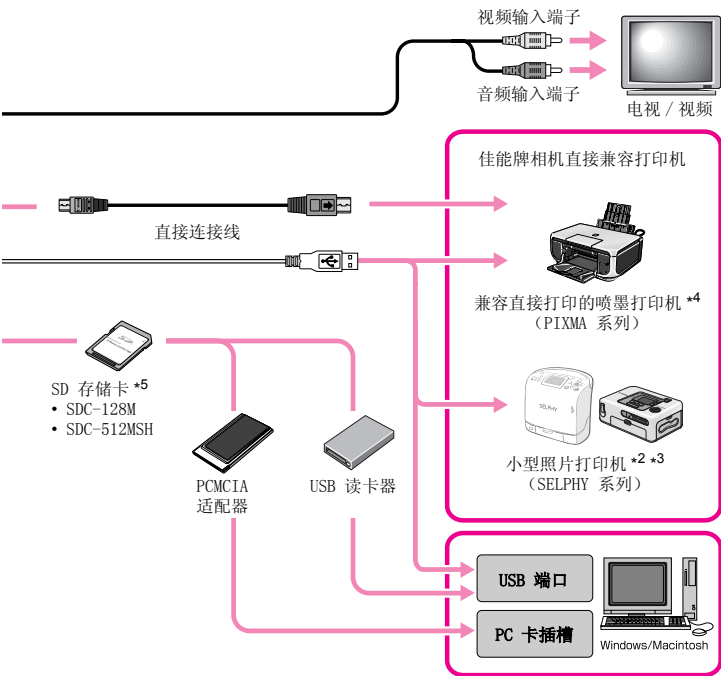 视频输入端子
音频输入端子
电视 / 视频
佳能牌相机直接兼容打印机
直接连接线
兼容直接打印的喷墨打印机 *4
（PIXMA 系列）
SD 存储卡 *5
• SDC-128M
• SDC-512MSH
SELPHY
小型照片打印机 *2 *3
（SELPHY 系列）
PCMCIA
适配器
USB 读卡器
USB 端口
PC 卡插槽
Windows/Macintosh